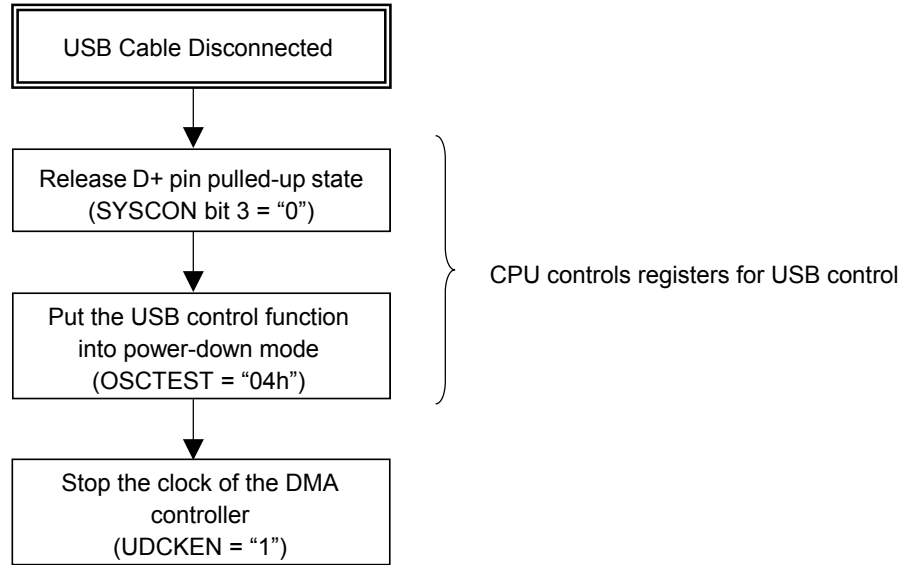 USB Cable Disconnected
Release D+ pin pulled-up state
(SYSCON bit 3 = “0”)
CPU controls registers for USB control
Put the USB control function
into power-down mode
(OSCTEST = “04h”)
Stop the clock of the DMA
controller
(UDCKEN = “1”)